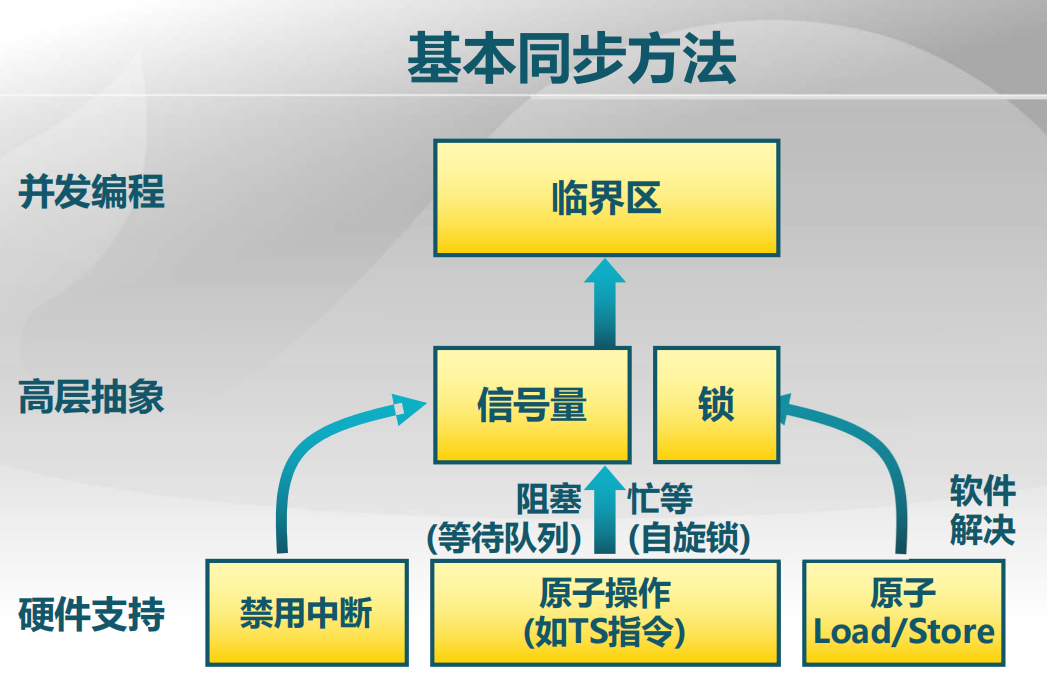 基本同步方法
并发编程
临界区
高层抽象
信号量
锁
阻塞
(等待队列)
忙等
(自旋锁)
软件
解决
硬件支持
禁用中断
原子操作
(如TS指令)
原子
Load/Store